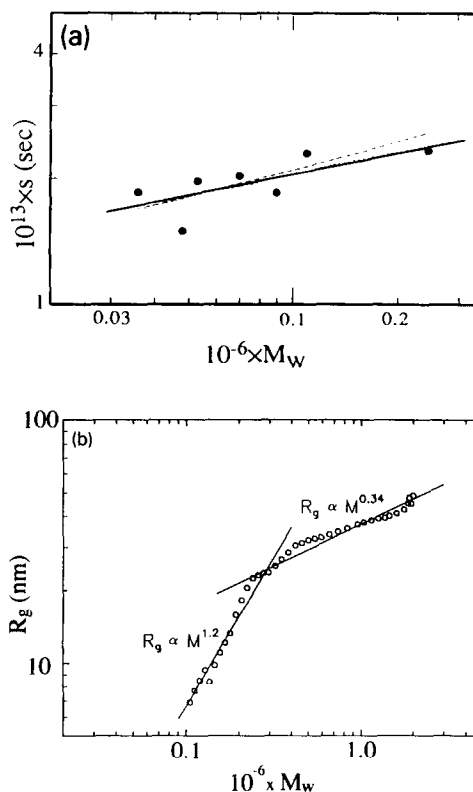 (a)
4
10¹³×s (sec)
1
0.03
0.1
0.2
10⁻⁶×M_W
(b)
100
R_g ∝ M^0.34
R_g (nm)
R_g ∝ M^1.2
10
0.1
1.0
10⁻⁶ x M_W